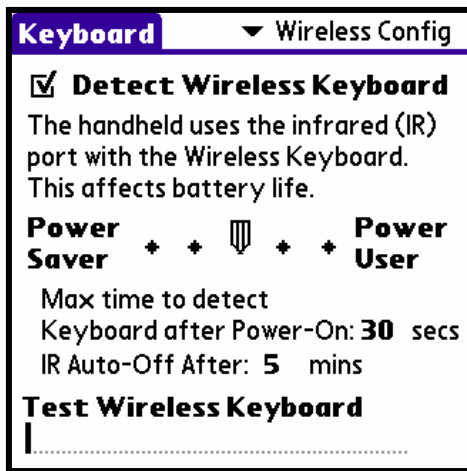 Keyboard Wireless Config
Detect Wireless Keyboard
The handheld uses the infrared (IR)
port with the Wireless Keyboard.
This affects battery life.
Power Saver Power User
Max time to detect
Keyboard after Power-On: 30 secs
IR Auto-Off After: 5 mins
Test Wireless Keyboard